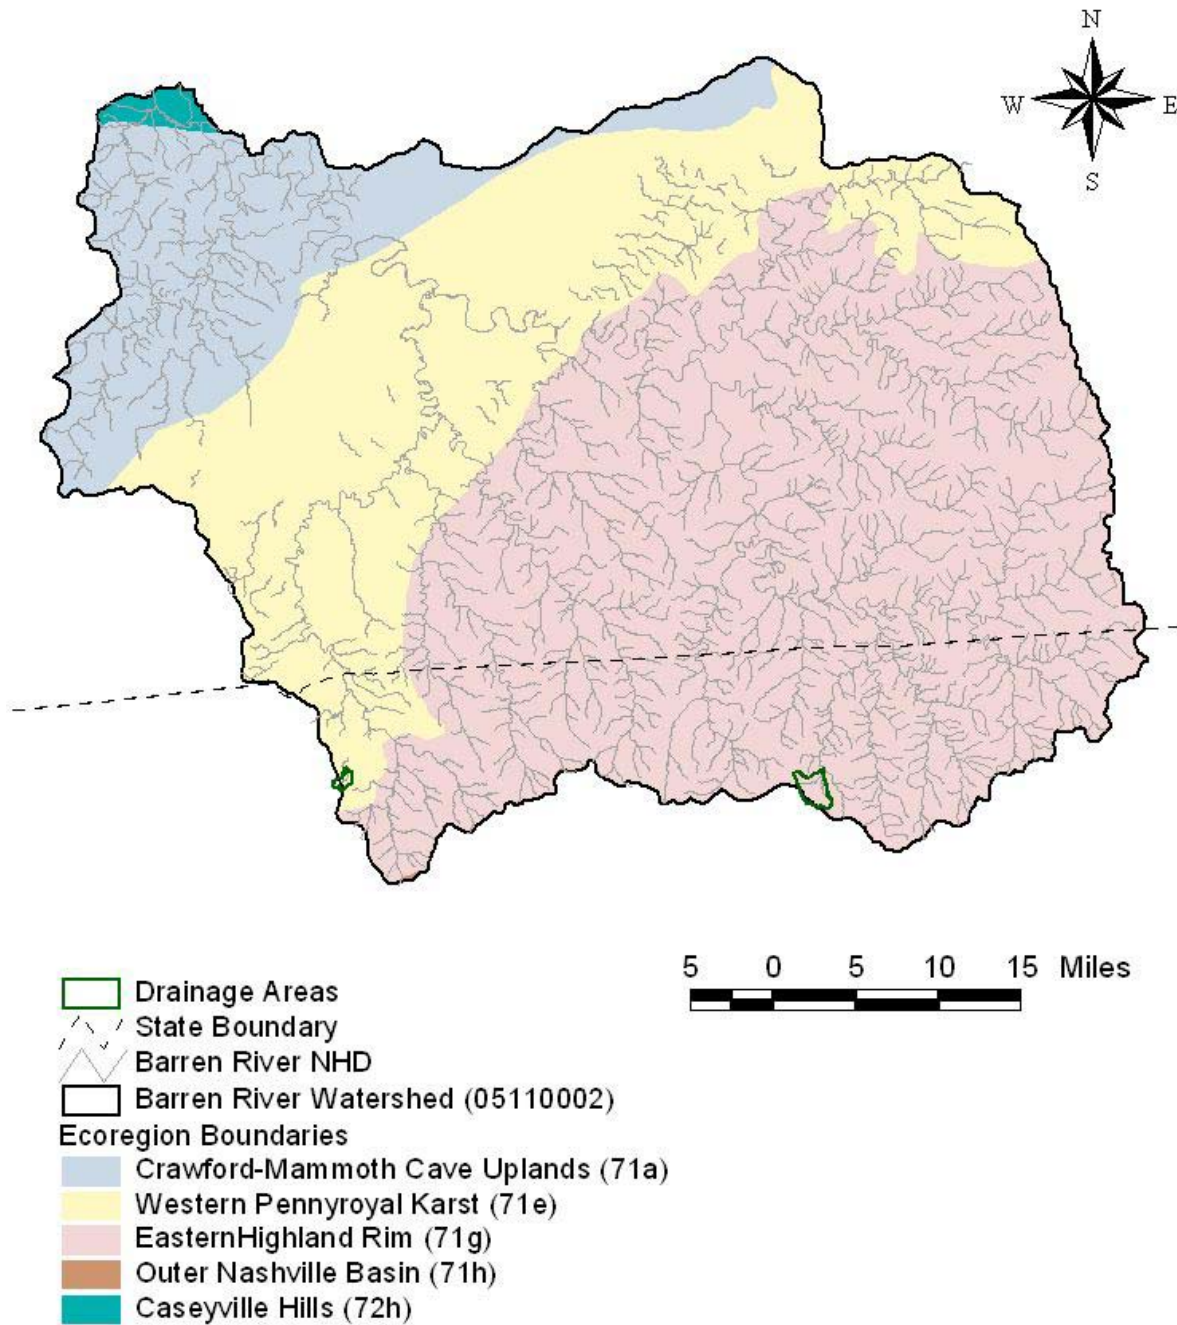 N
W E
S
5 0 5 10 15 Miles
Drainage Areas
State Boundary
Barren River NHD
Barren River Watershed (05110002)
Ecoregion Boundaries
Crawford-Mammoth Cave Uplands (71a)
Western Pennyroyal Karst (71e)
EasternHighland Rim (71g)
Outer Nashville Basin (71h)
Caseyville Hills (72h)